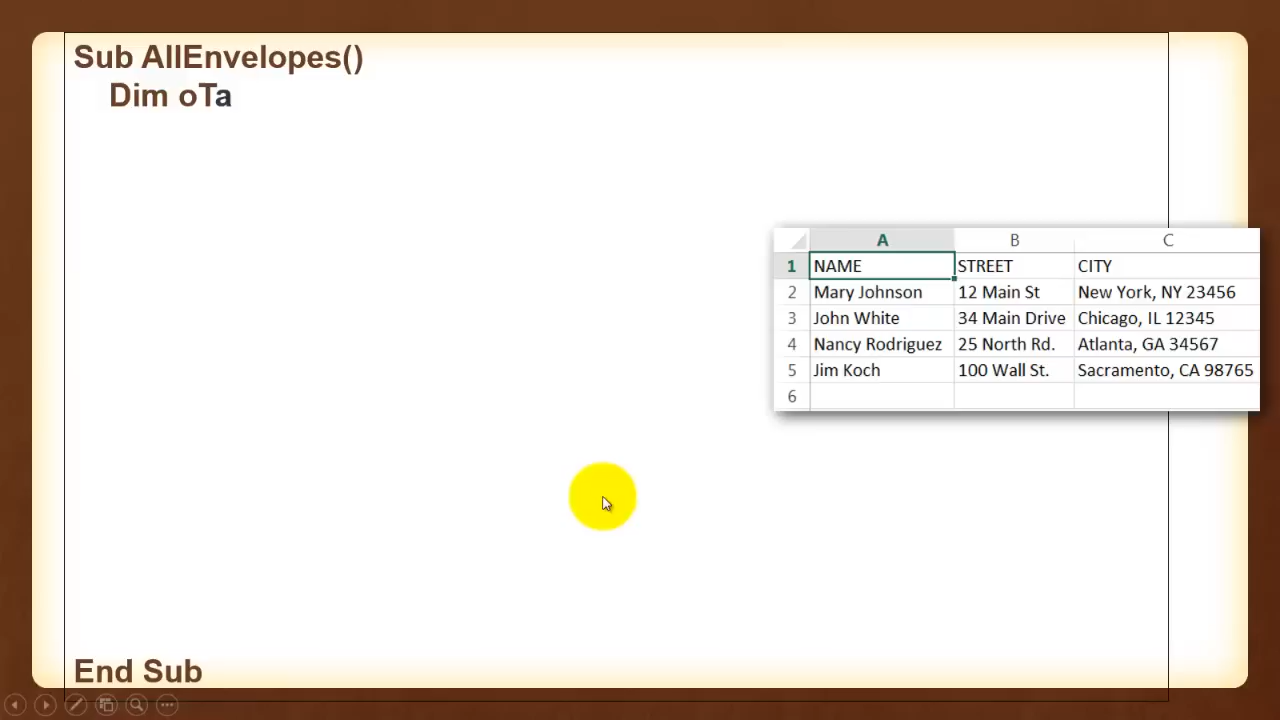 Sub AllEnvelopes()
Dim oTa
A B C
1 NAME STREET CITY
2 Mary Johnson 12 Main St New York, NY 23456
3 John White 34 Main Drive Chicago, IL 12345
4 Nancy Rodriguez 25 North Rd. Atlanta, GA 34567
5 Jim Koch 100 Wall St. Sacramento, CA 98765
6
End Sub